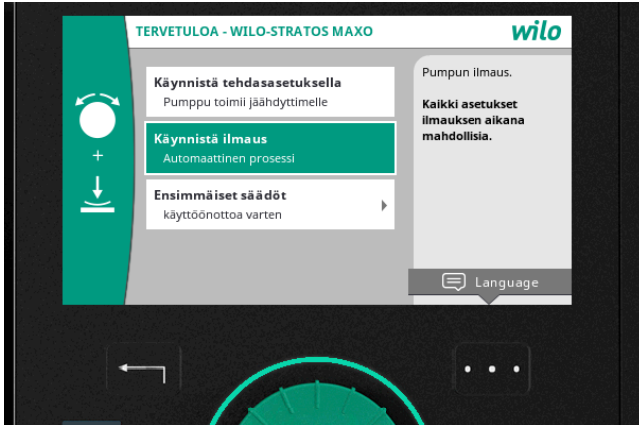 TERVETULOA - WILO-STRATOS MAXO
wilo
Käynnistä tehdasasetuksella
Pumppu toimii jäähdyttimelle
Käynnistä ilmaus
Automaattinen prosessi
Ensimmäiset säädöt
käyttöönottoa varten
Pumpun ilmaus.
Kaikki asetukset
ilmauksen aikana
mahdollisia.
Language